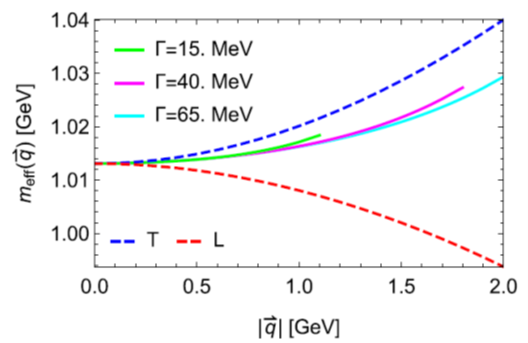 1.04
1.03
1.02
1.01
1.00
m_eff(q⃗) [GeV]
Γ=15. MeV
Γ=40. MeV
Γ=65. MeV
T L
0.0 0.5 1.0 1.5 2.0
|q⃗| [GeV]